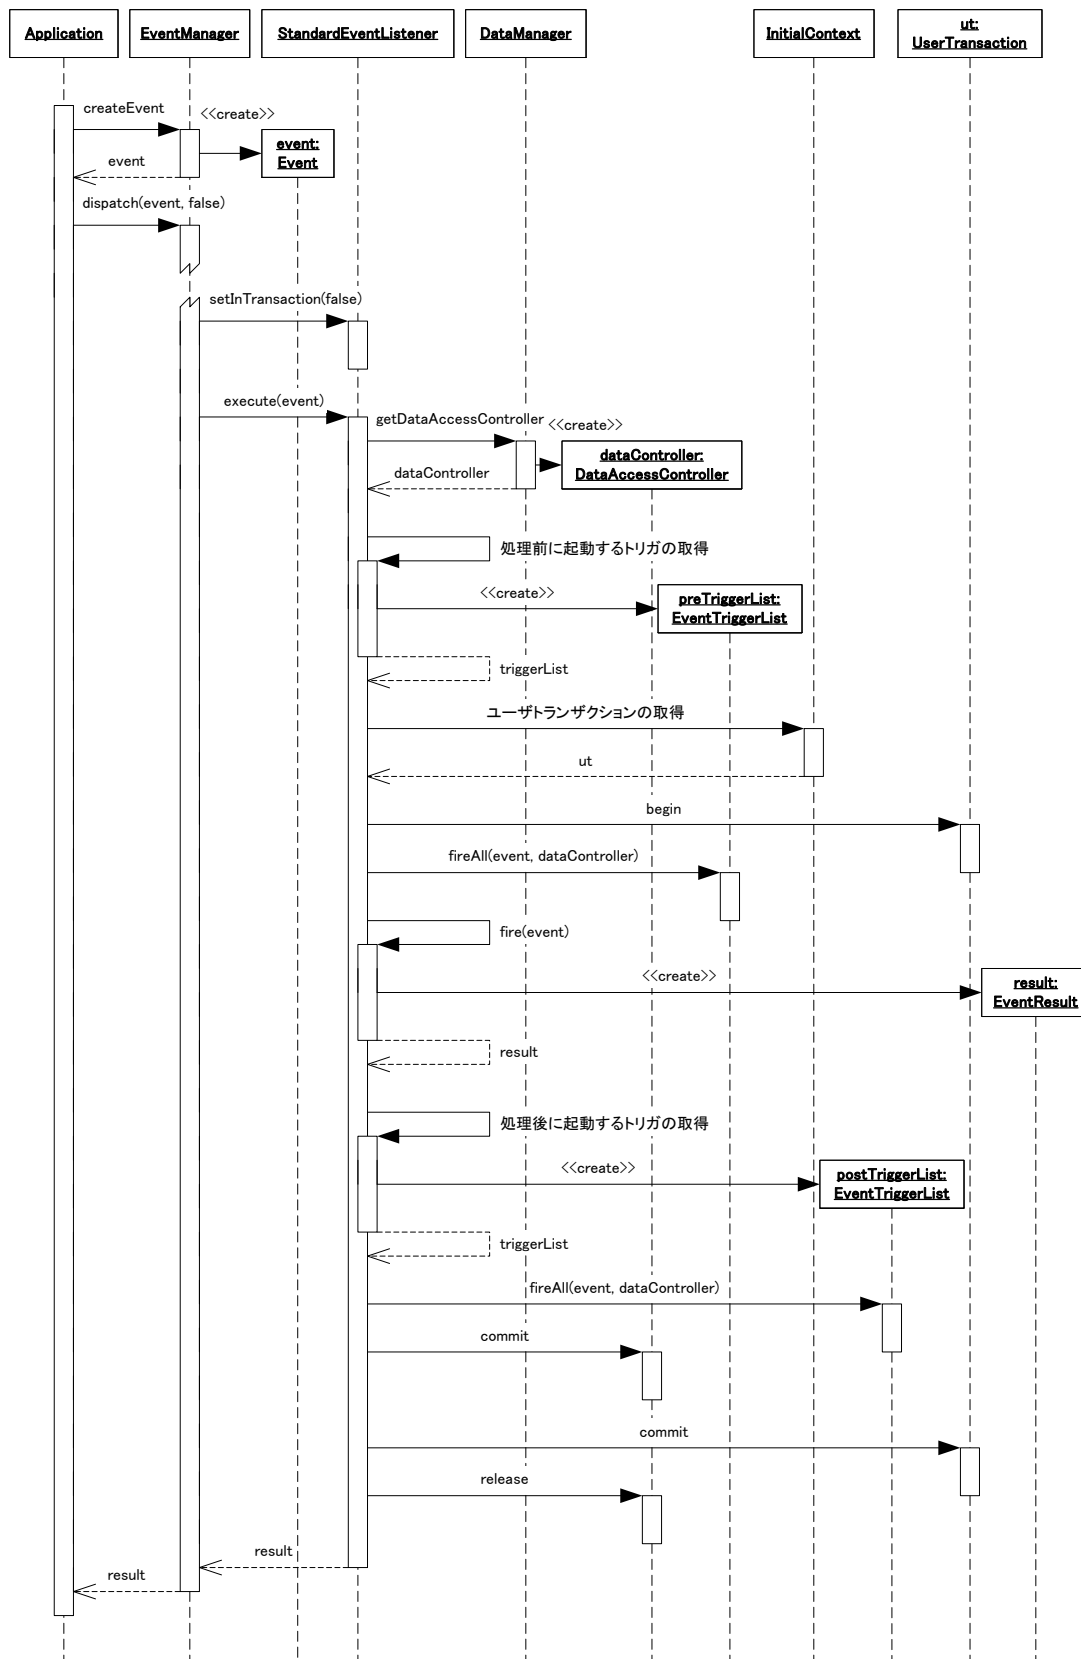 Application
EventManager
StandardEventListener
DataManager
InitialContext
ut:
UserTransaction
createEvent
<<create>>
event:
Event
event
dispatch(event, false)
setInTransaction(false)
execute(event)
getDataAccessController
<<create>>
dataController:
DataAccessController
dataController
処理前に起動するトリガの取得
<<create>>
preTriggerList:
EventTriggerList
triggerList
ユーザトランザクションの取得
ut
begin
fireAll(event, dataController)
fire(event)
<<create>>
result:
EventResult
result
処理後に起動するトリガの取得
<<create>>
postTriggerList:
EventTriggerList
triggerList
fireAll(event, dataController)
commit
commit
release
result
result